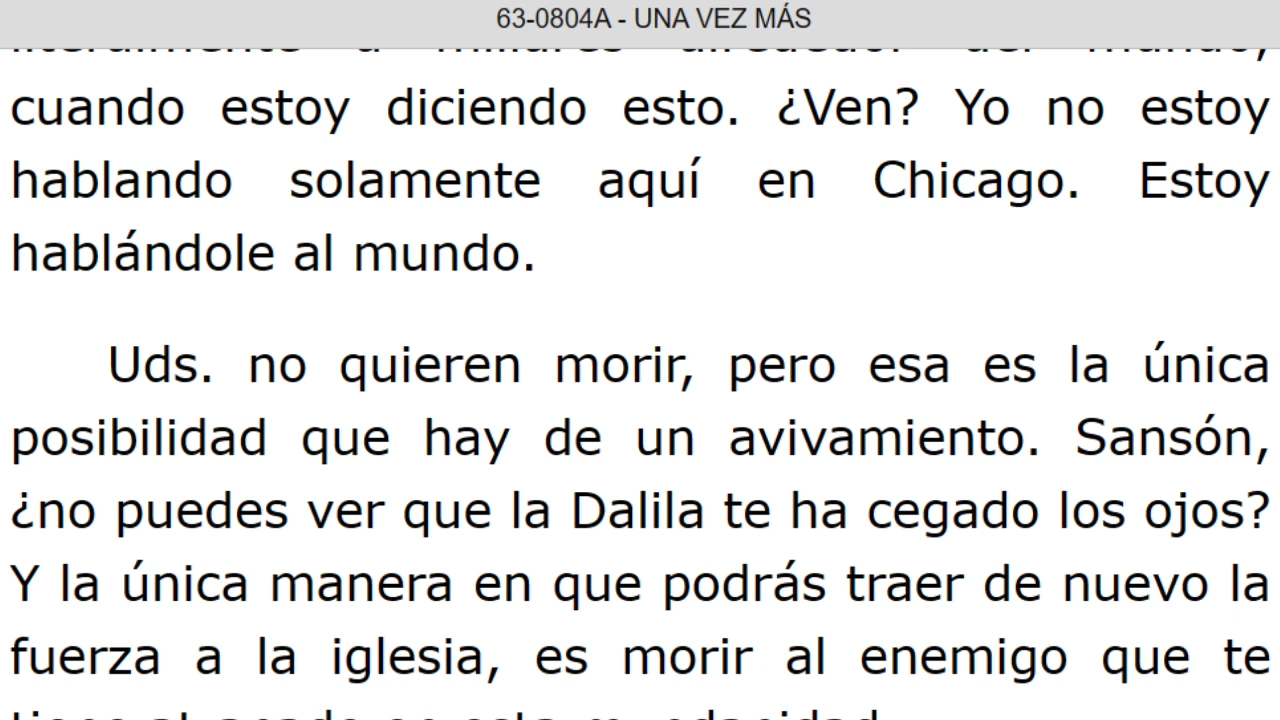 63-0804A - UNA VEZ MÁS
cuando estoy diciendo esto. ¿Ven? Yo no estoy
hablando solamente aquí en Chicago. Estoy
hablándole al mundo.
Uds. no quieren morir, pero esa es la única
posibilidad que hay de un avivamiento. Sansón,
¿no puedes ver que la Dalila te ha cegado los ojos?
Y la única manera en que podrás traer de nuevo la
fuerza a la iglesia, es morir al enemigo que te